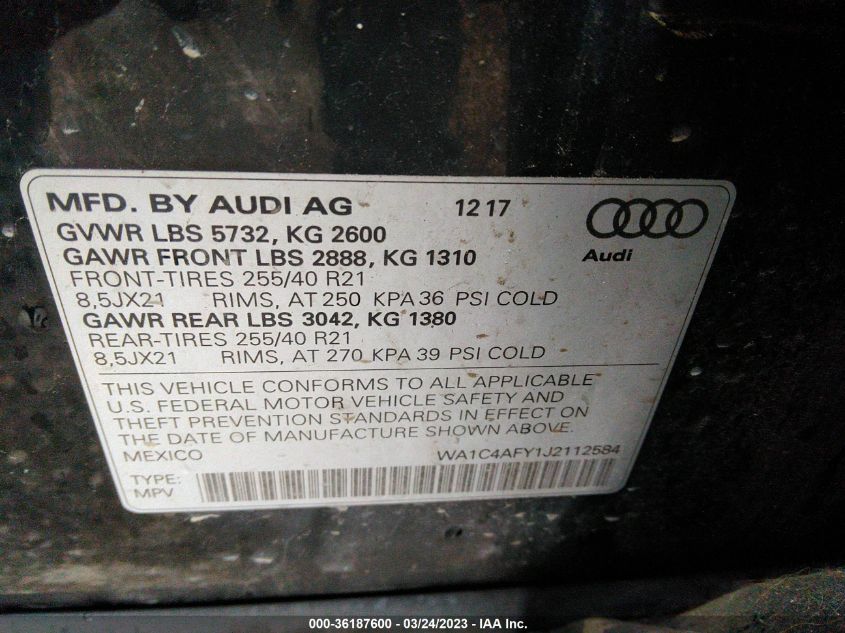 MFD. BY AUDI AG 12 17
GVWR LBS 5732, KG 2600
GAWR FRONT LBS 2888, KG 1310
Audi
FRONT-TIRES 255/40 R21
8,5JX21 RIMS, AT 250 KPA 36 PSI COLD
GAWR REAR LBS 3042, KG 1380
REAR-TIRES 255/40 R21
8,5JX21 RIMS, AT 270 KPA 39 PSI COLD
THIS VEHICLE CONFORMS TO ALL APPLICABLE
U.S. FEDERAL MOTOR VEHICLE SAFETY AND
THEFT PREVENTION STANDARDS IN EFFECT ON
THE DATE OF MANUFACTURE SHOWN ABOVE.
MEXICO WA1C4AFY1J2112584
TYPE:
MPV
000-36187600 - 03/24/2023 - IAA Inc.